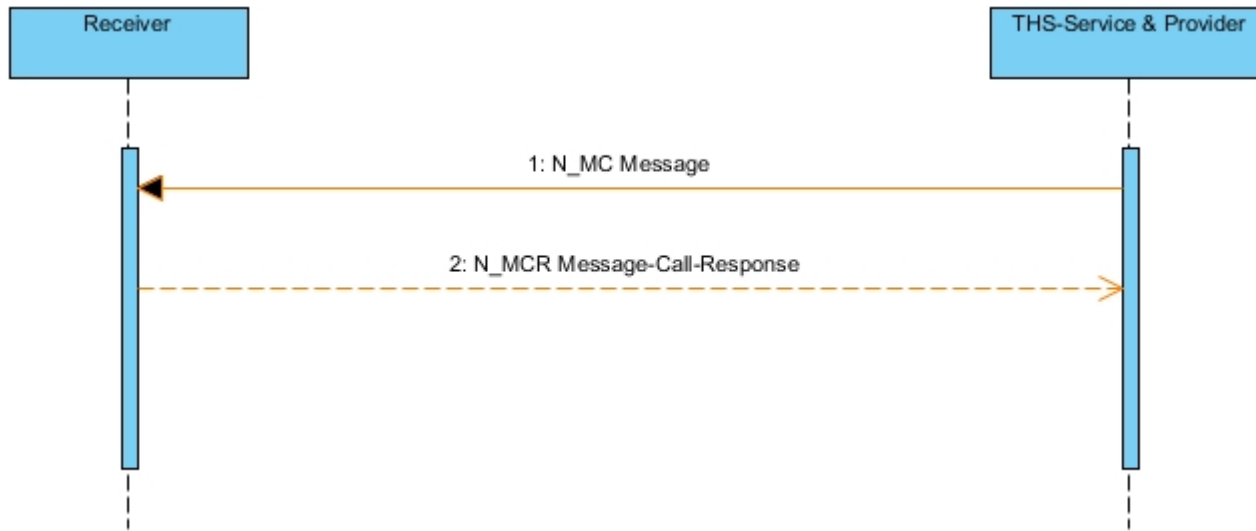 Receiver
THS-Service & Provider
1: N_MC Message
2: N_MCR Message-Call-Response